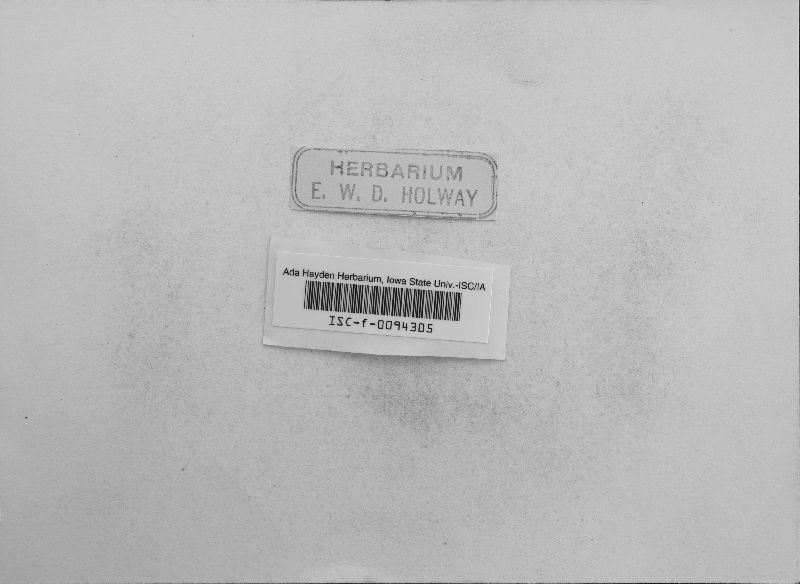 HERBARIUM
E. W. D. HOLWAY
Ada Hayden Herbarium, Iowa State Univ.-ISC/IA
ISC-f-0094305